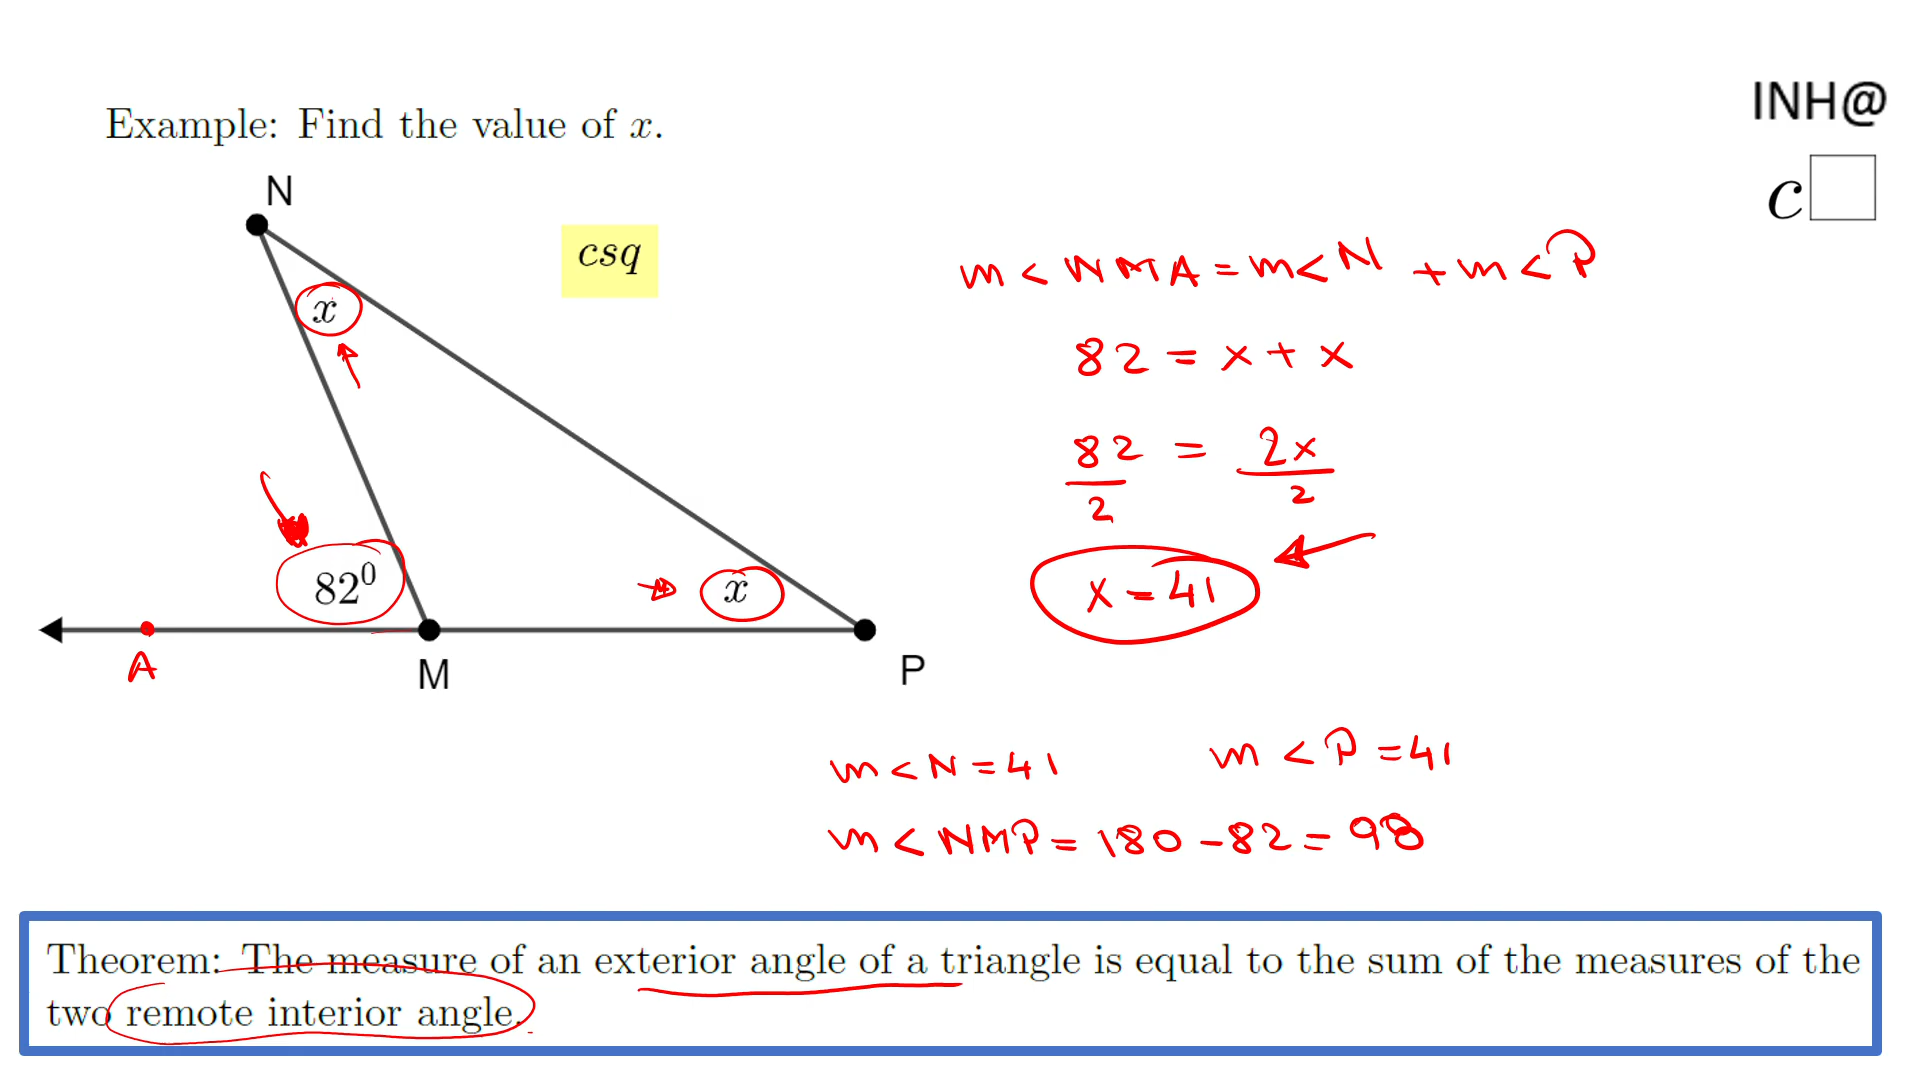 INH@
Example: Find the value of x.
c
N
csq
x
m < NMA = m < N + m < P
82 = x + x
82 = 2x
2 2
82⁰
x
x = 41
A
M
P
m < N = 41 m < P = 41
m < NMP = 180 - 82 = 98
Theorem: The measure of an exterior angle of a triangle is equal to the sum of the measures of the
two remote interior angle.